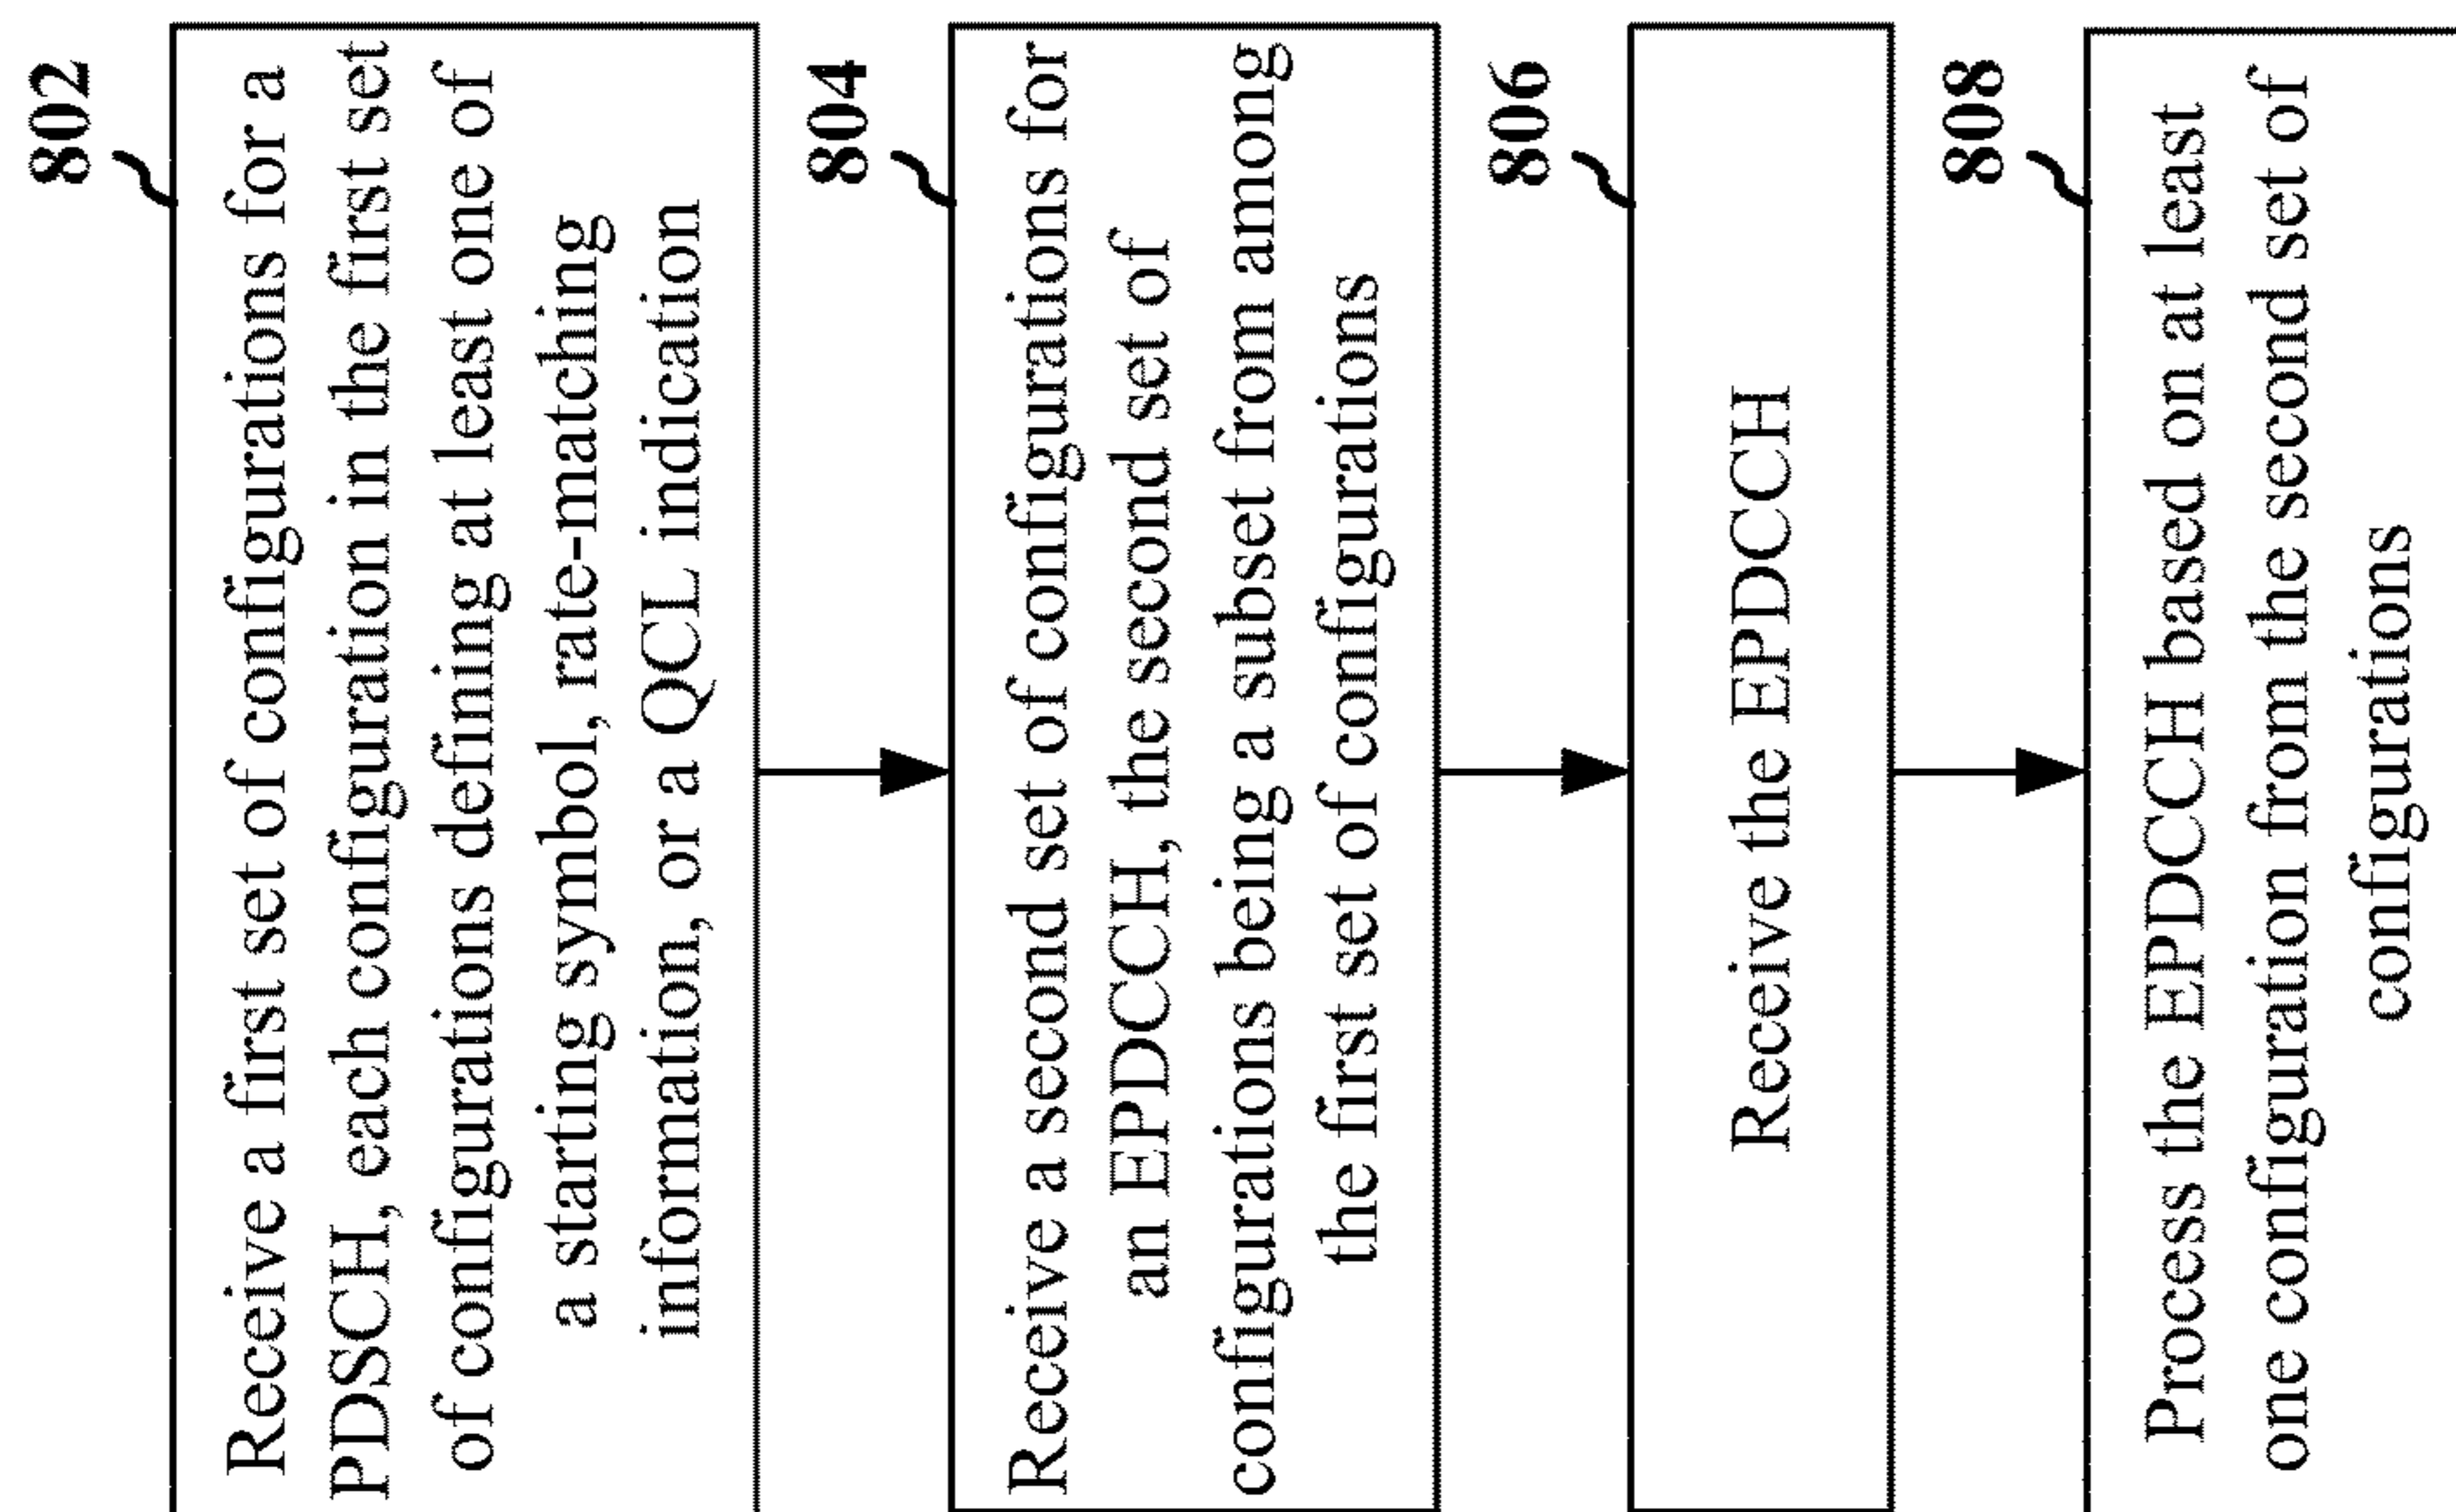 802
Receive a first set of configurations for a
PDSCH, each configuration in the first set
of configurations defining at least one of
a starting symbol, rate-matching
information, or a QCL indication
804
Receive a second set of configurations for
an EPDCCH, the second set of
configurations being a subset from among
the first set of configurations
806
Receive the EPDCCH
808
Process the EPDCCH based on at least
one configuration from the second set of
configurations